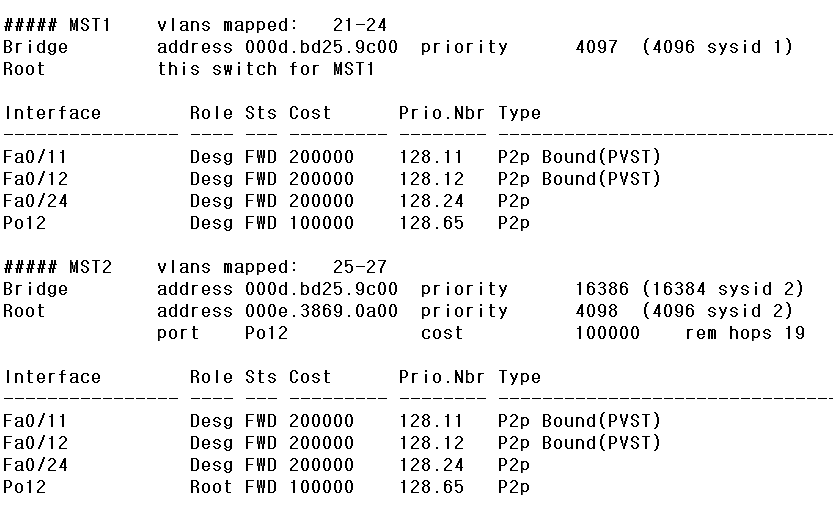 ##### MST1    vlans mapped:   21-24
Bridge        address 000d.bd25.9c00  priority      4097  (4096 sysid 1)
Root          this switch for MST1
Interface        Role Sts Cost      Prio.Nbr Type
---------------- ---- --- --------- -------- --------------------------------
Fa0/11           Desg FWD 200000    128.11   P2p Bound(PVST)
Fa0/12           Desg FWD 200000    128.12   P2p Bound(PVST)
Fa0/24           Desg FWD 200000    128.24   P2p
Po12             Desg FWD 100000    128.65   P2p
##### MST2    vlans mapped:   25-27
Bridge        address 000d.bd25.9c00  priority      16386 (16384 sysid 2)
Root          address 000e.3869.0a00  priority      4098  (4096 sysid 2)
              port    Po12            cost          100000    rem hops 19
Interface        Role Sts Cost      Prio.Nbr Type
---------------- ---- --- --------- -------- --------------------------------
Fa0/11           Desg FWD 200000    128.11   P2p Bound(PVST)
Fa0/12           Desg FWD 200000    128.12   P2p Bound(PVST)
Fa0/24           Desg FWD 200000    128.24   P2p
Po12             Root FWD 100000    128.65   P2p